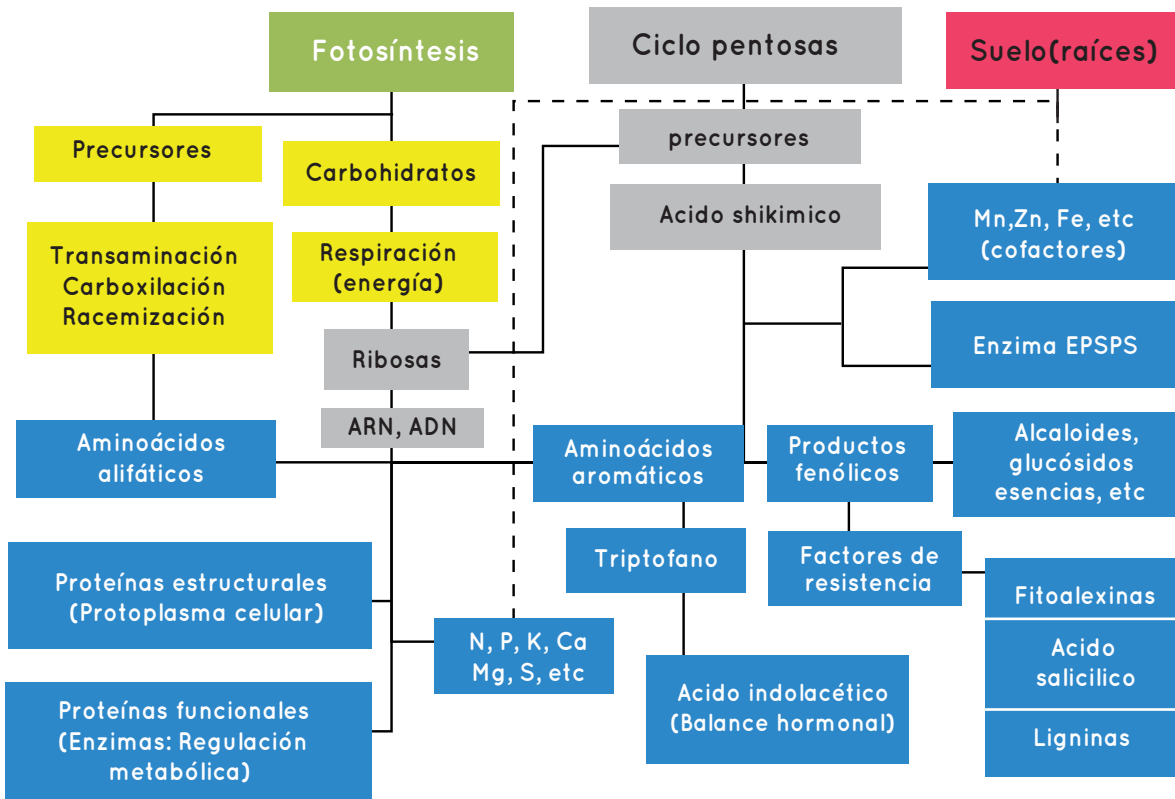 Fotosíntesis
Ciclo pentosas
Suelo(raíces)
Precursores
Carbohidratos
precursores
Transaminación
Carboxilación
Racemización
Respiración
(energía)
Acido shikimico
Mn,Zn, Fe, etc
(cofactores)
Ribosas
Enzima EPSPS
ARN, ADN
Aminoácidos
alifáticos
Aminoácidos
aromáticos
Productos
fenólicos
Alcaloides,
glucósidos
esencias, etc
Triptofano
Factores de
resistencia
Proteínas estructurales
(Protoplasma celular)
Fitoalexinas
N, P, K, Ca
Mg, S, etc
Acido
salicilico
Acido indolacético
(Balance hormonal)
Proteínas funcionales
(Enzimas: Regulación
metabólica)
Ligninas